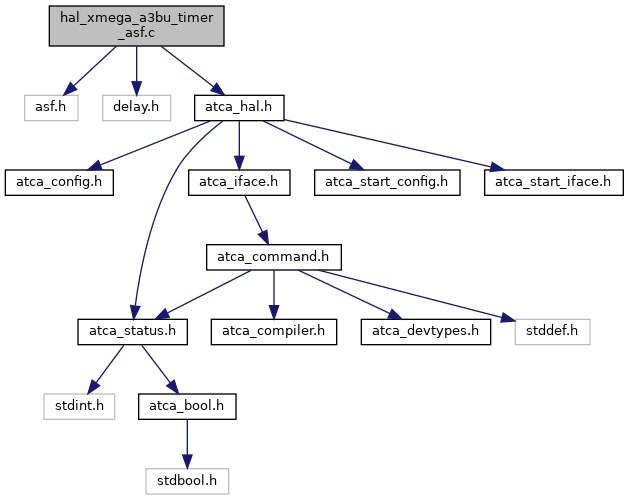 hal_xmega_a3bu_timer
_asf.c
asf.h
delay.h
atca_hal.h
atca_config.h
atca_iface.h
atca_start_config.h
atca_start_iface.h
atca_command.h
atca_status.h
atca_compiler.h
atca_devtypes.h
stddef.h
stdint.h
atca_bool.h
stdbool.h